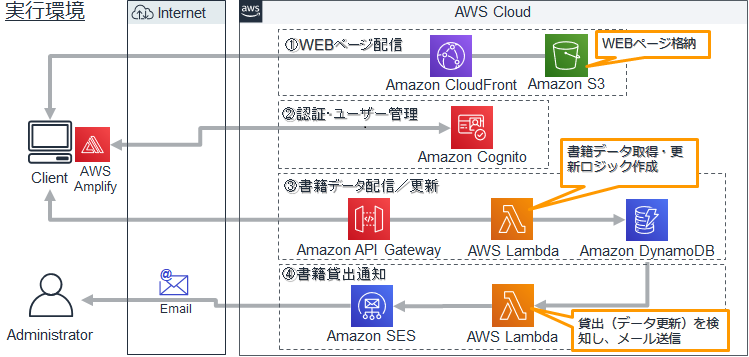 実行環境
Internet
aws
AWS Cloud
①WEBページ配信
WEBページ格納
Amazon CloudFront
Amazon S3
②認証・ユーザー管理
Amazon Cognito
Client
AWS
Amplify
書籍データ取得・更
新ロジック作成
③書籍データ配信／更新
Amazon API Gateway
AWS Lambda
Amazon DynamoDB
④書籍貸出通知
Email
Administrator
Amazon SES
AWS Lambda
貸出（データ更新）を検
知し、メール送信